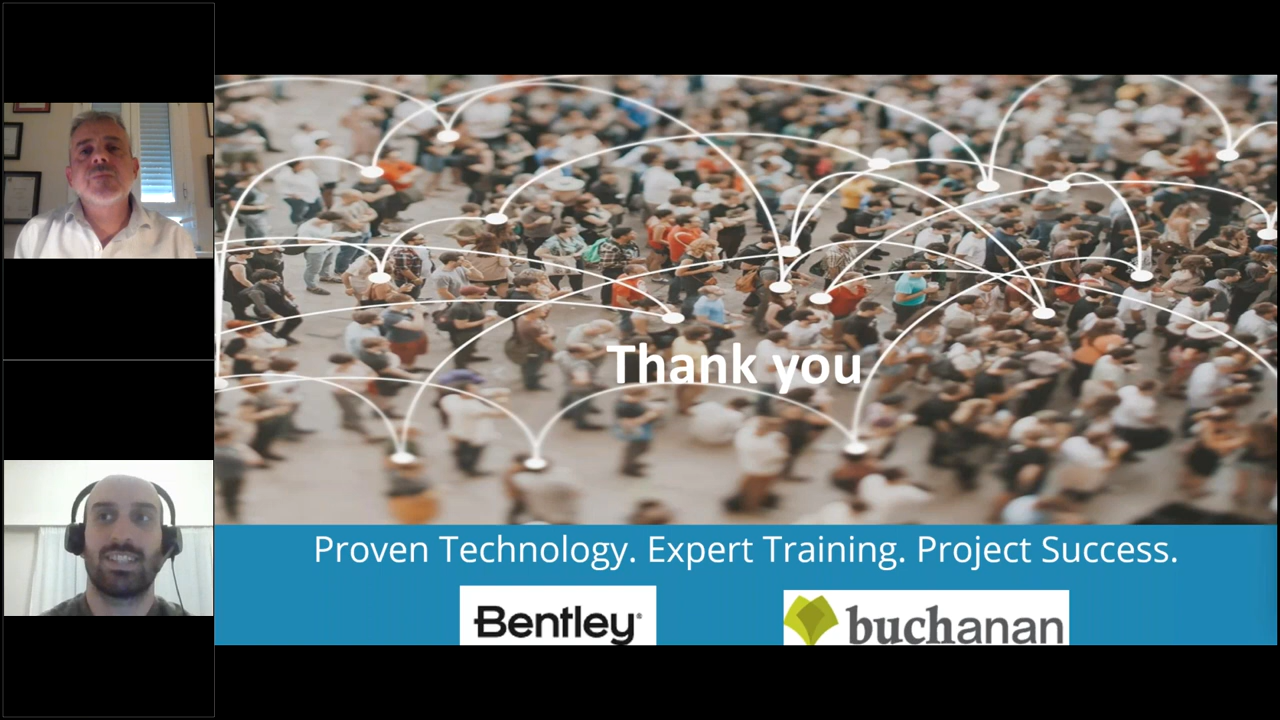 Thank you
Proven Technology. Expert Training. Project Success.
Bentley®
buchanan